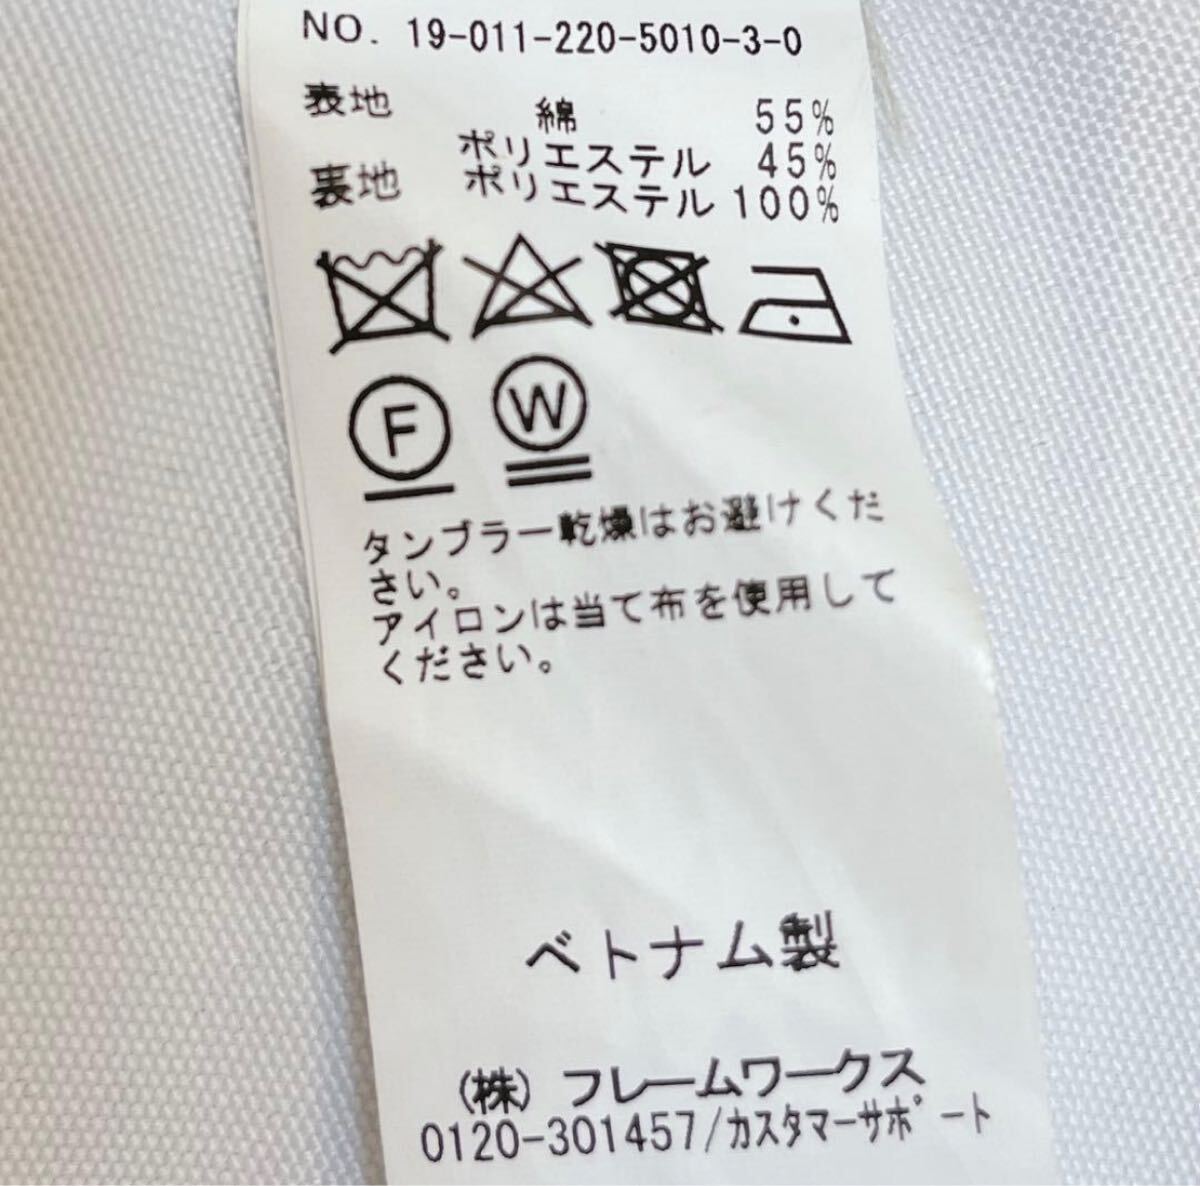 NO. 19-011-220-5010-3-0
表地 綿 55%
ポリエステル 45%
裏地 ポリエステル 100%
F W
タンブラー乾燥はお避けくだ
さい。
アイロンは当て布を使用して
ください。
ベトナム製
(株) フレームワークス
0120-301457/カスタマーサポート